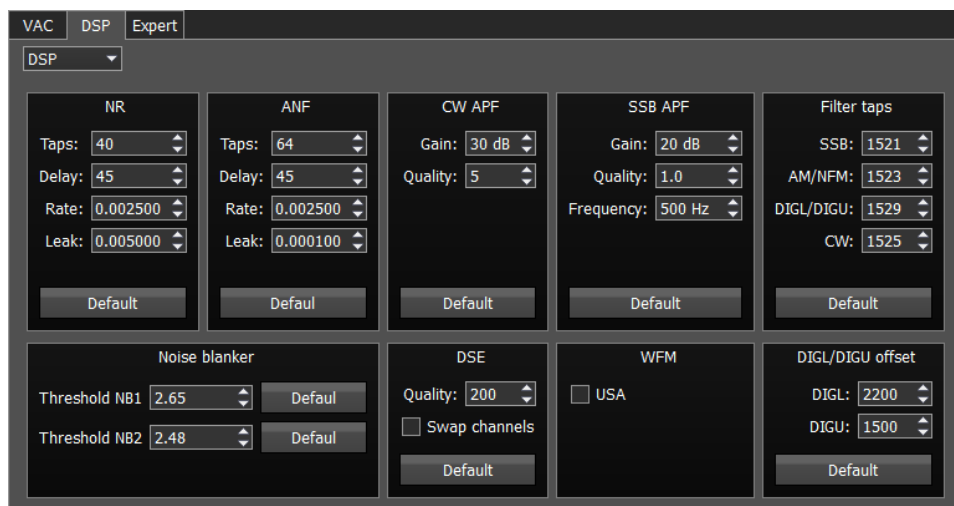 VAC DSP Expert
DSP
NR ANF CW APF SSB APF Filter taps
Taps: 40 Taps: 64 Gain: 30 dB Gain: 20 dB SSB: 1521
Delay: 45 Delay: 45 Quality: 5 Quality: 1.0 AM/NFM: 1523
Rate: 0.002500 Rate: 0.002500 Frequency: 500 Hz DIGL/DIGU: 1529
Leak: 0.005000 Leak: 0.000100 CW: 1525
Default Defaul Default Default Default
Noise blanker DSE WFM DIGL/DIGU offset
Threshold NB1 2.65 Defaul Quality: 200 USA DIGL: 2200
Threshold NB2 2.48 Defaul Swap channels DIGU: 1500
Default Default